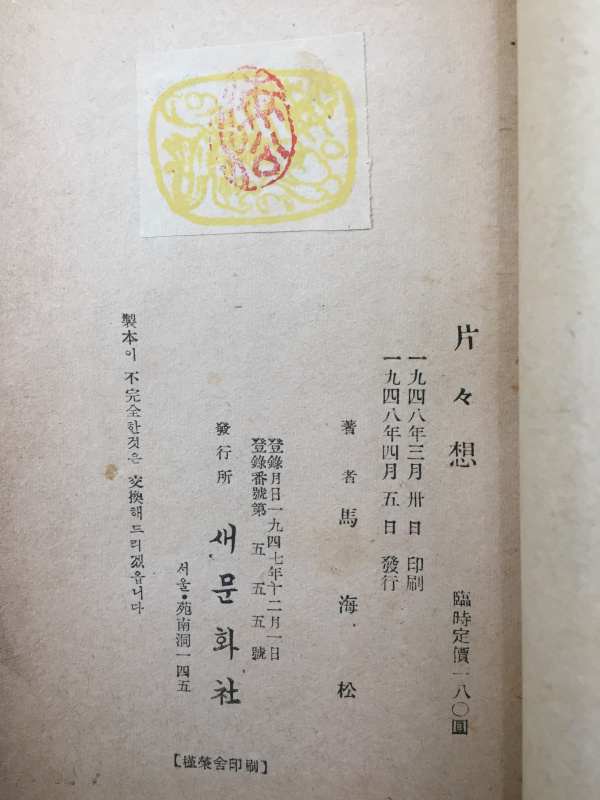 片々想
臨時定價一八〇圓
一九四八年三月卅日 印刷
一九四八年四月五日 發行
著者 馬海松
登錄月日一九四七年十二月一日
登錄番號第五五五號
發行所 새문화社
서울·苑南洞一四五
製本이 不完全한것은 交換해드리겠읍니다
【槿榮舍印刷】